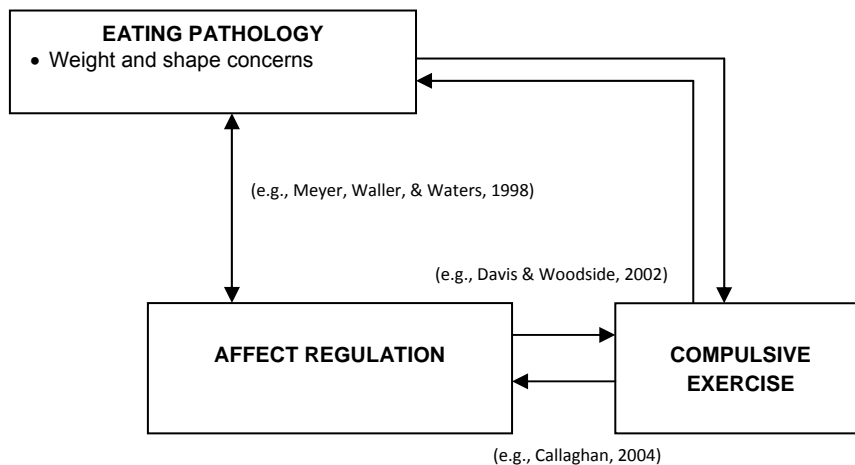 EATING PATHOLOGY
• Weight and shape concerns
(e.g., Meyer, Waller, & Waters, 1998)
(e.g., Davis & Woodside, 2002)
AFFECT REGULATION
COMPULSIVE
EXERCISE
(e.g., Callaghan, 2004)